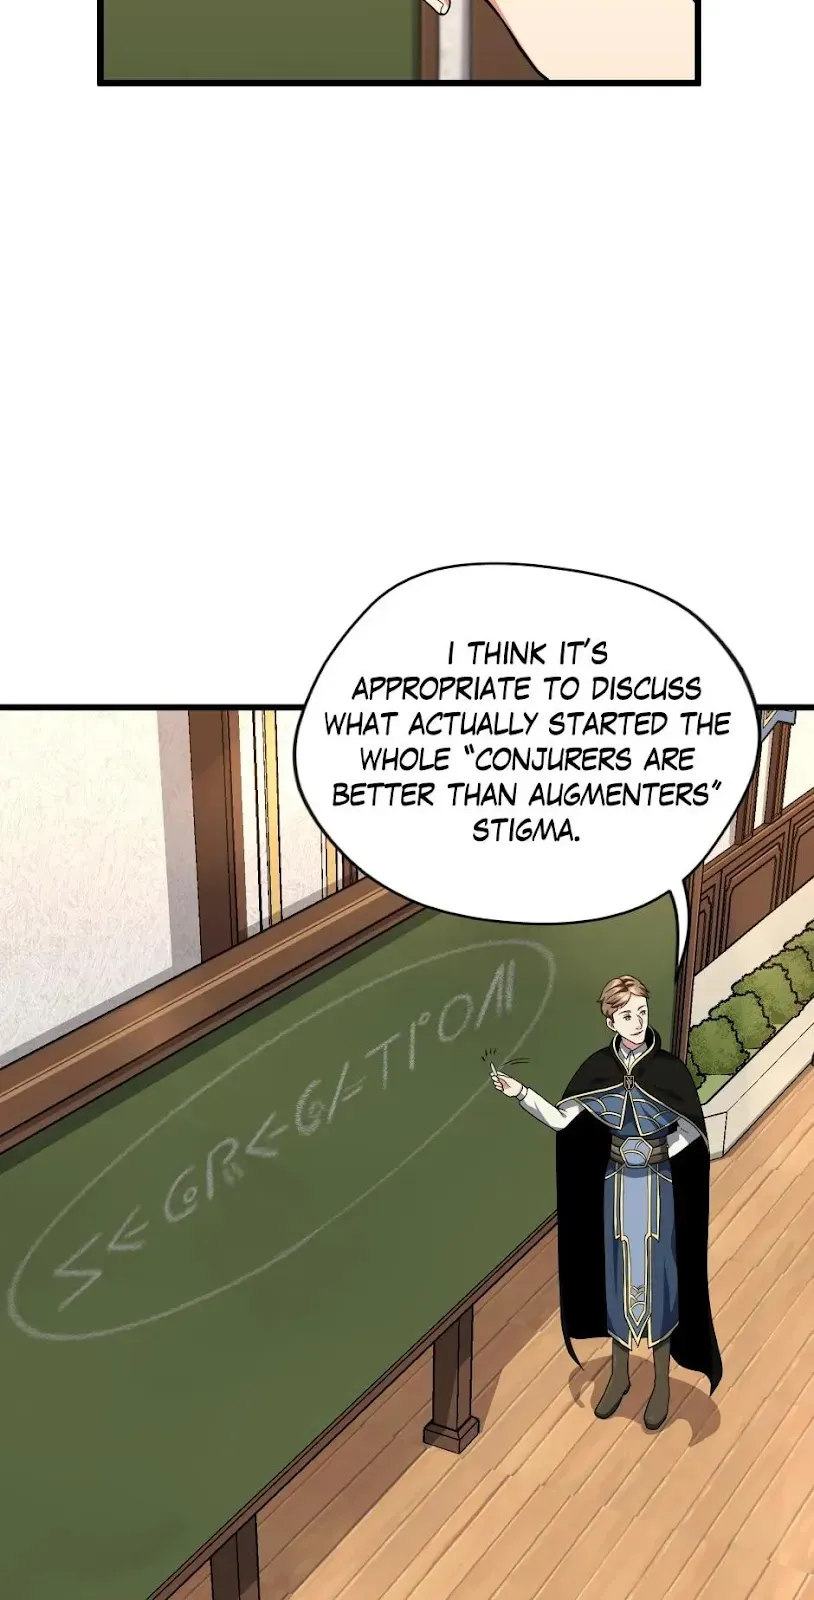 I THINK IT'S
APPROPRIATE TO DISCUSS
WHAT ACTUALLY STARTED THE
WHOLE "CONJURERS ARE
BETTER THAN AUGMENTERS"
STIGMA.
SEGREGATION